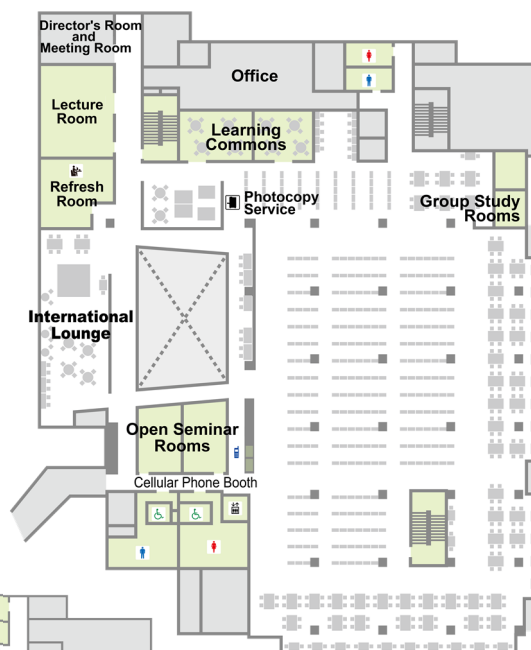 Director's Room
and
Meeting Room
Office
Lecture
Room
Learning
Commons
Refresh
Room
Photocopy
Service
Group Study
Rooms
International
Lounge
Open Seminar
Rooms
Cellular Phone Booth